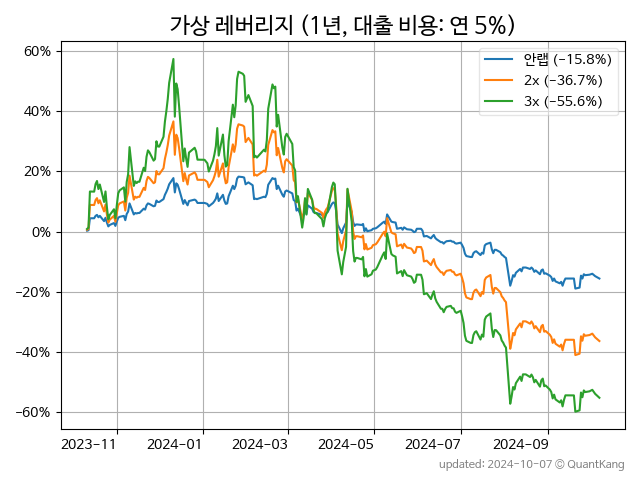 가상 레버리지 (1년, 대출 비용: 연 5%)
안랩 (−15.8%)
2x (−36.7%)
3x (−55.6%)
60%
40%
20%
0%
−20%
−40%
−60%
2023-11
2024-01
2024-03
2024-05
2024-07
2024-09
updated: 2024-10-07 © QuantKang